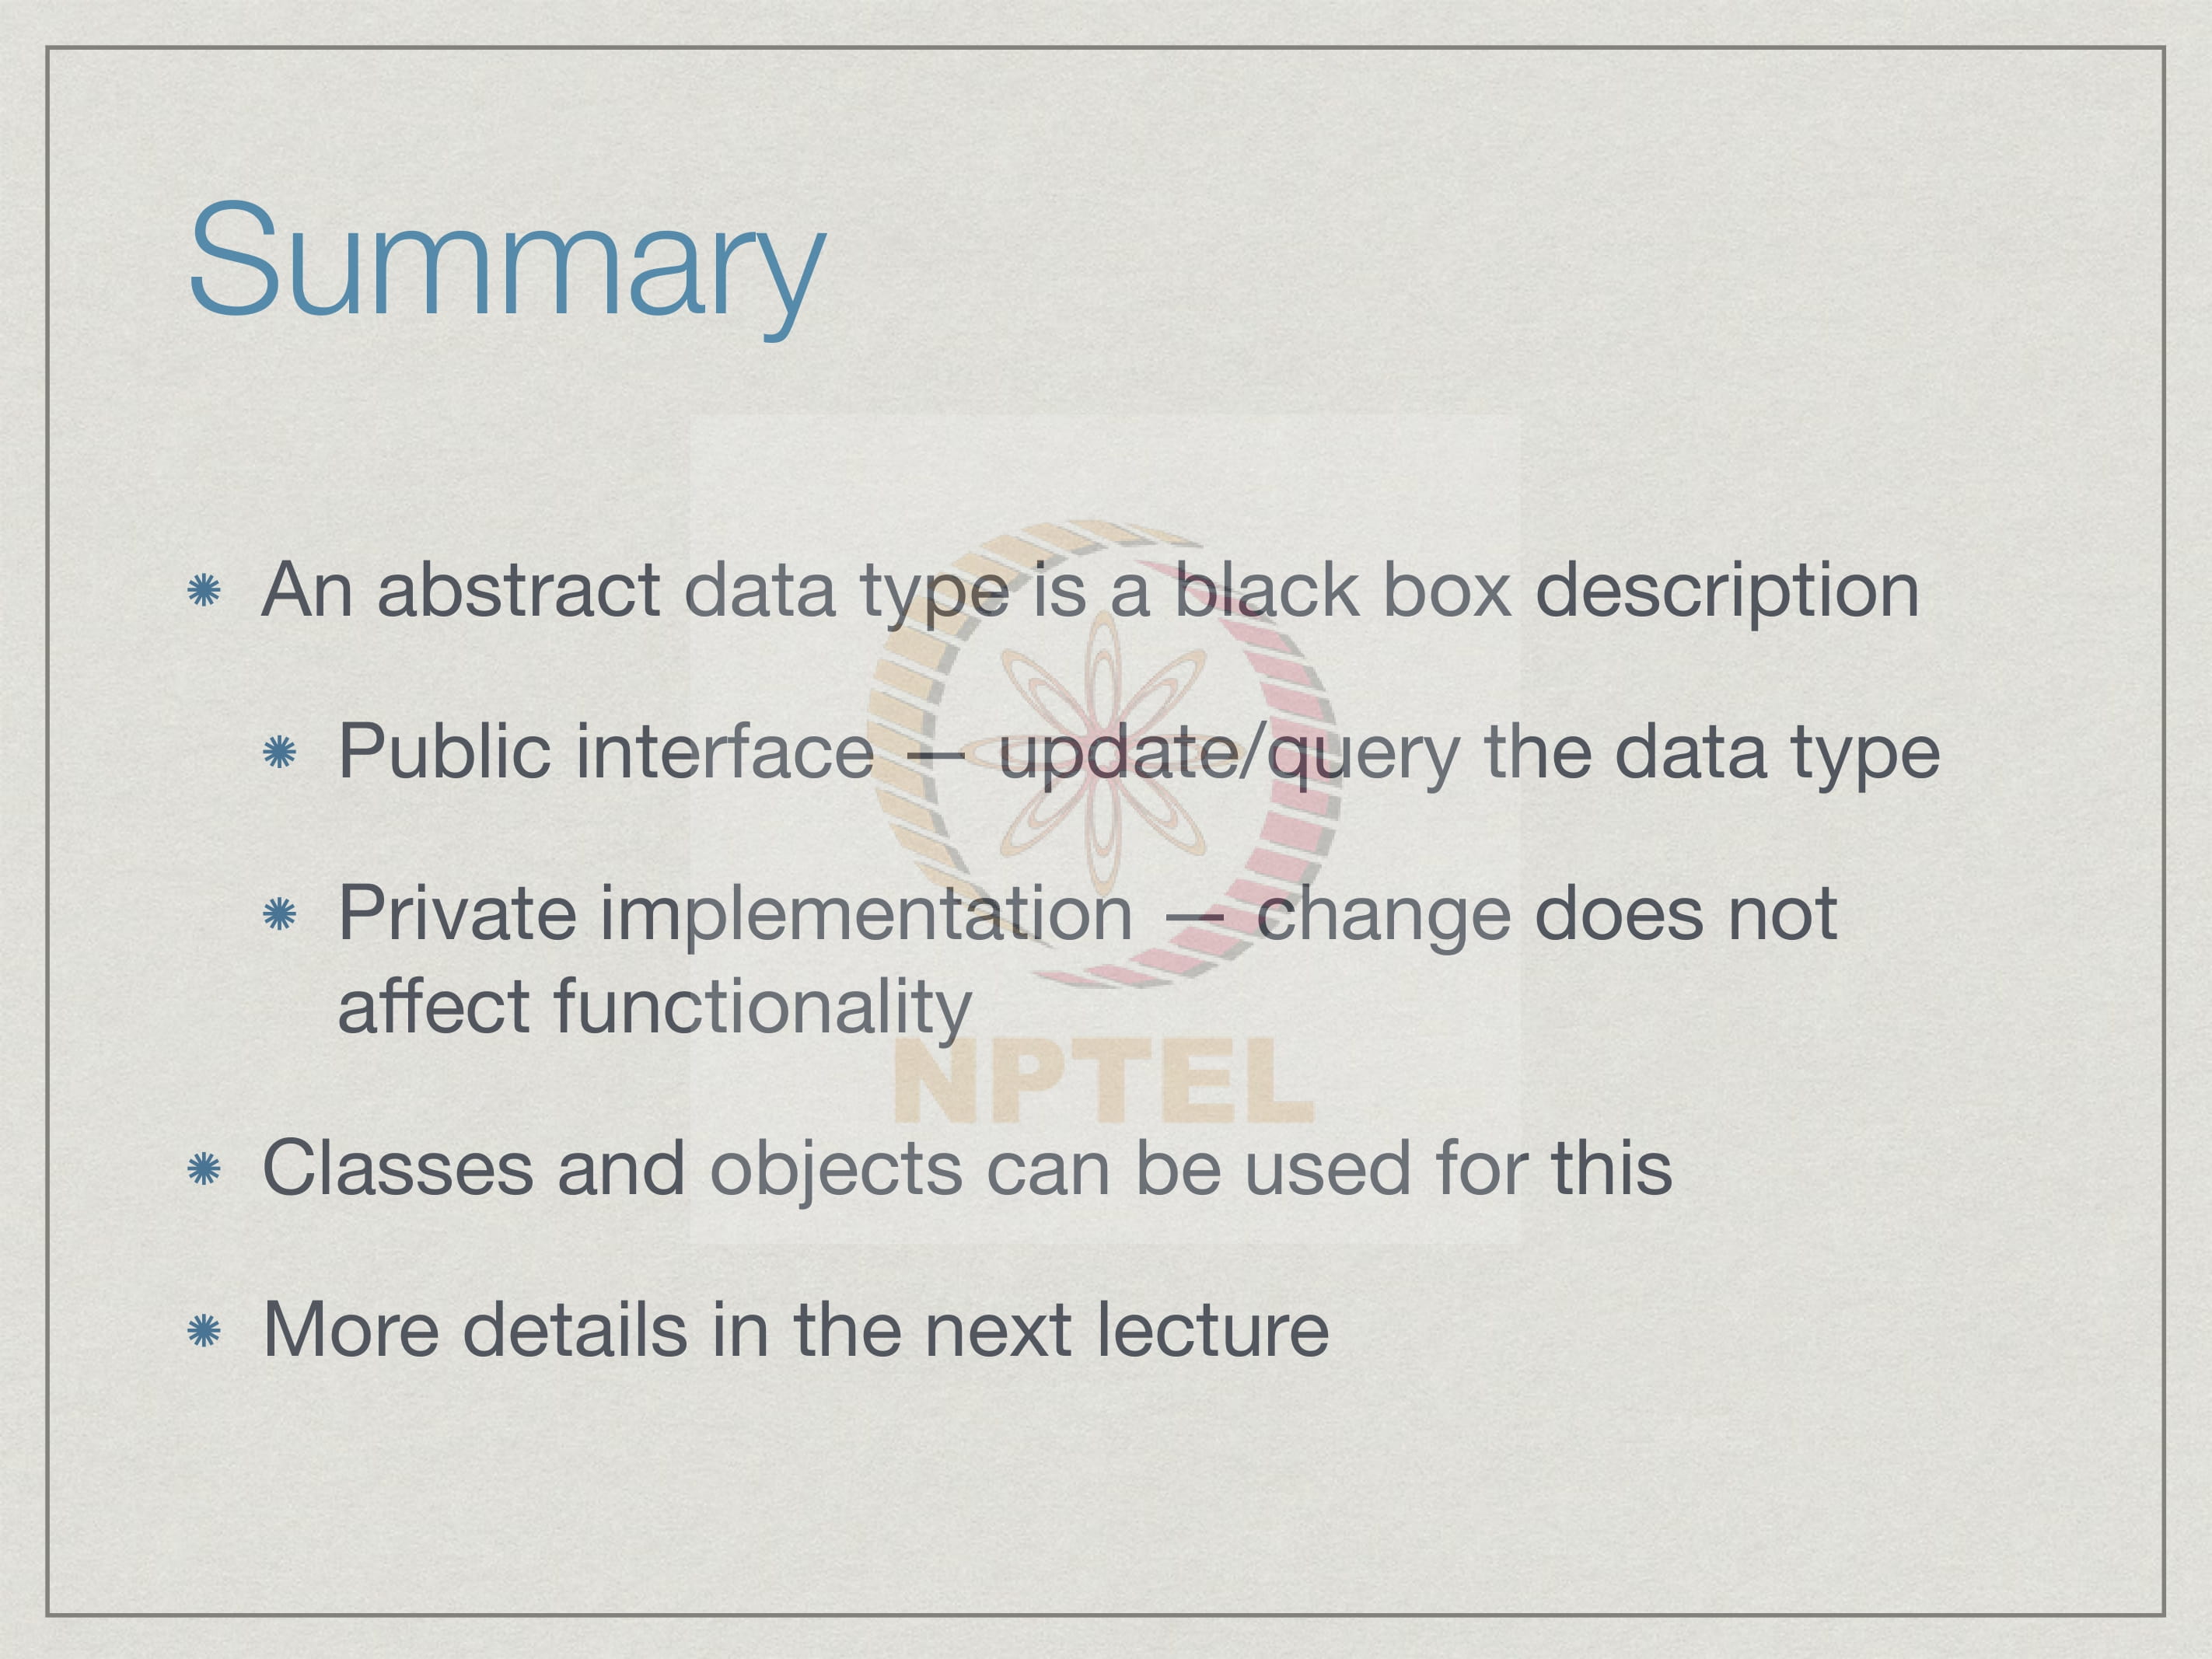 Summary
An abstract data type is a black box description
Public interface — update/query the data type
Private implementation — change does not
affect functionality
NPTEL
Classes and objects can be used for this
More details in the next lecture